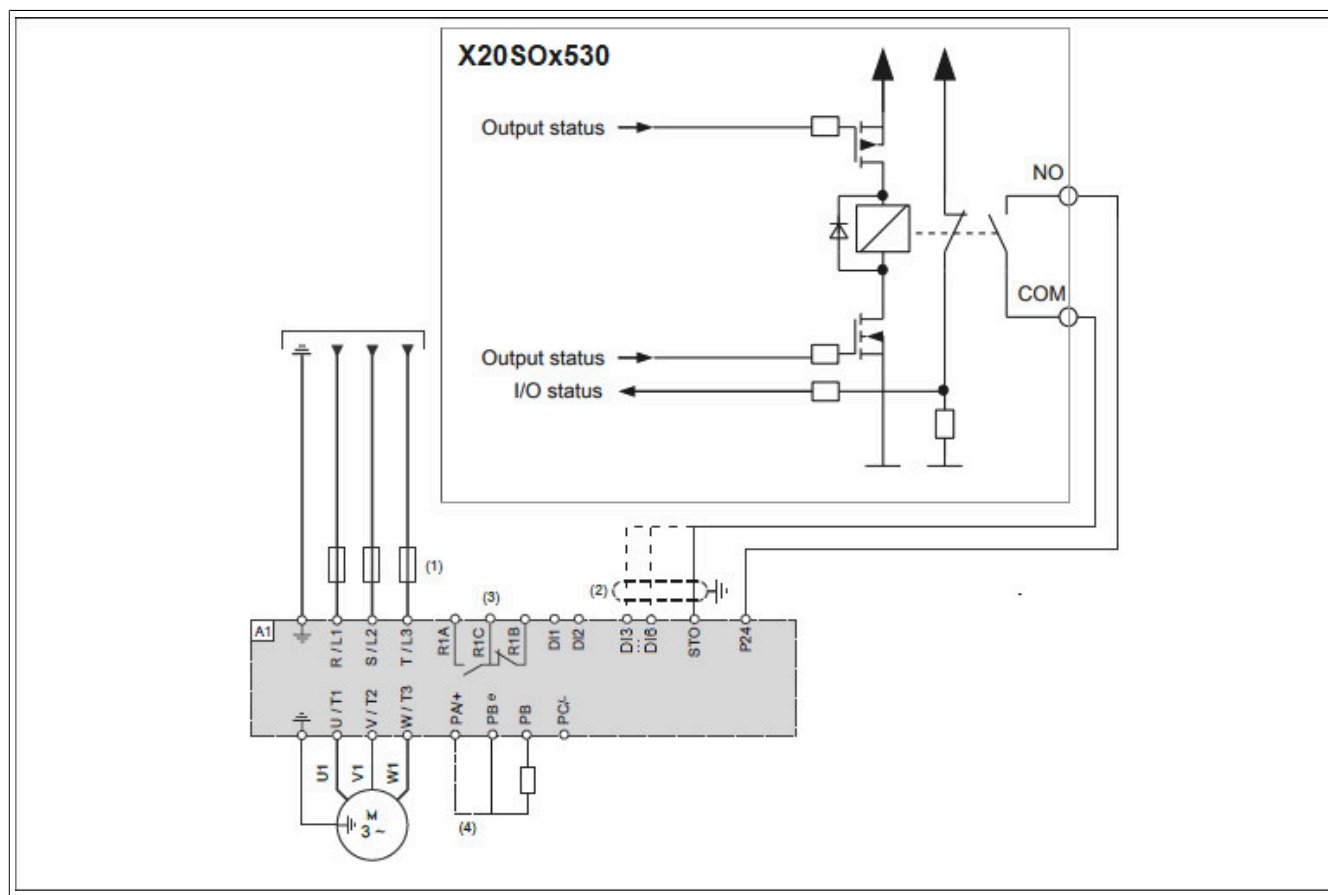 X20SOx530
Output status
NO
COM
Output status
I/O status
(1)
(2)
(3)
A1
R / L1
S / L2
T / L3
R1A
R1C
R1B
DI1
DI2
DI3
DI6
STO
P24
U / T1
V / T2
W / T3
PA/+
PB e
PB
PC/-
U1
V1
W1
M
3 ~
(4)